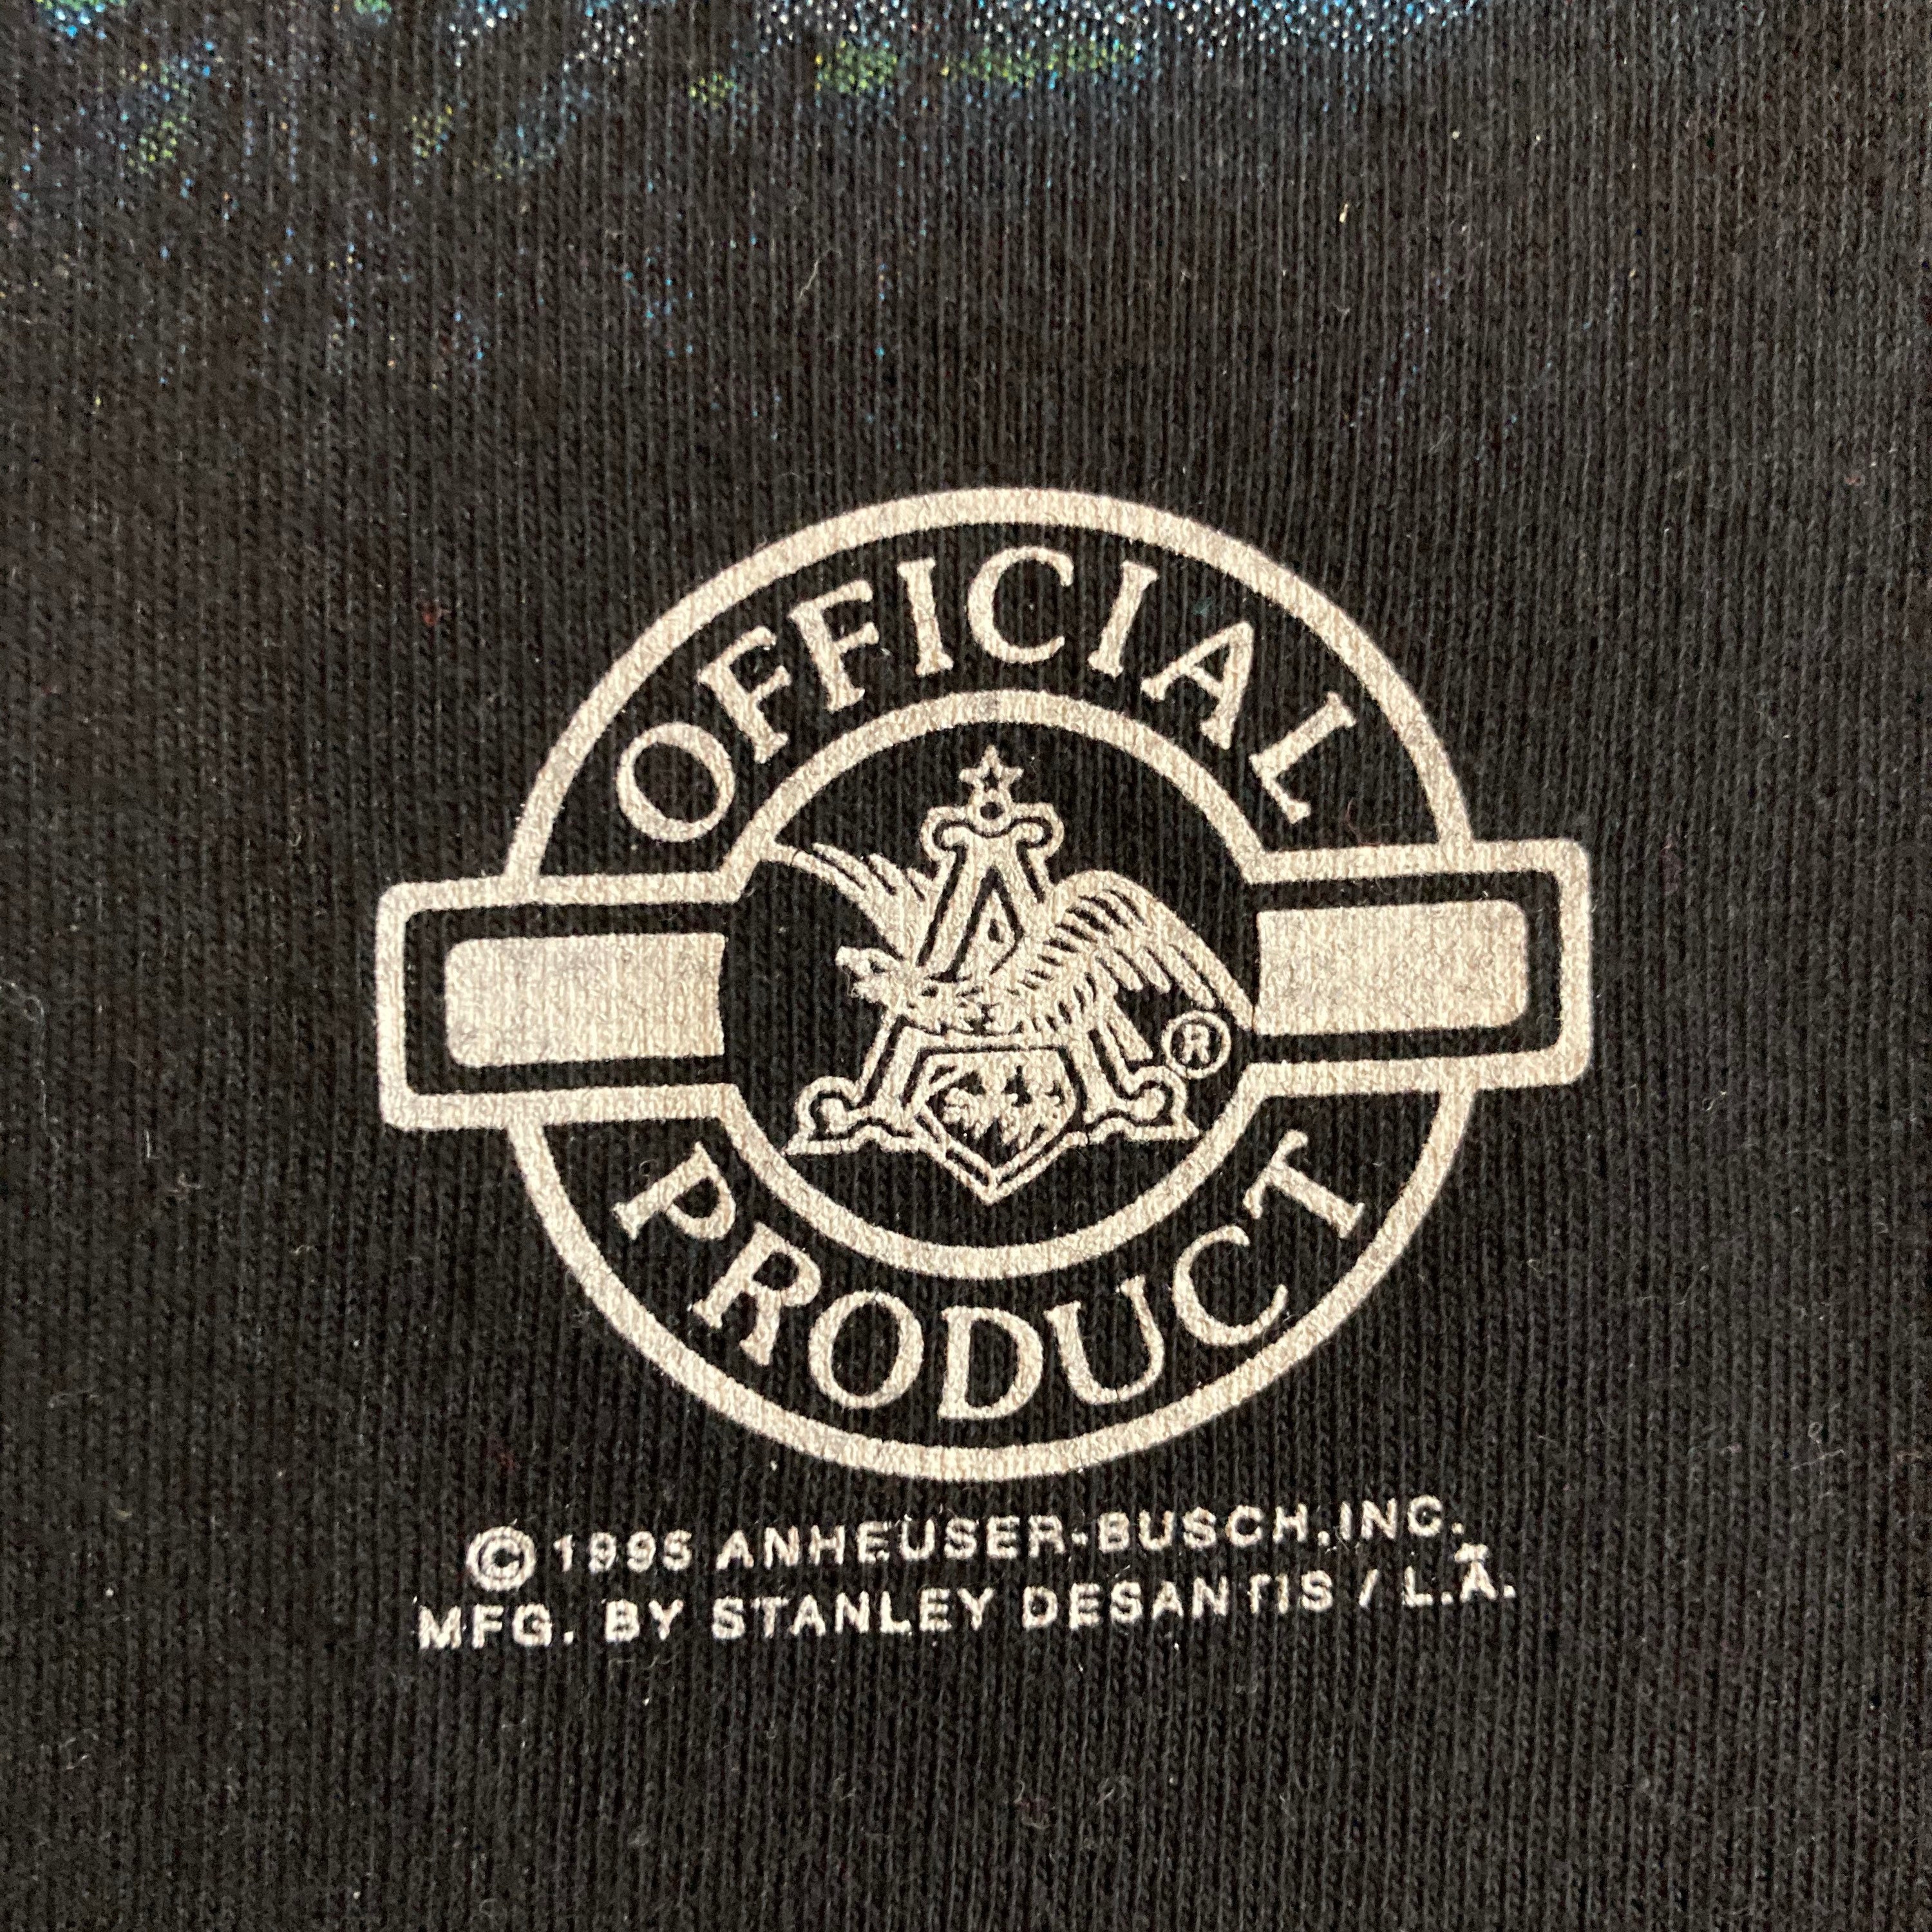 OFFICIAL
A
®
PRODUCT
© 1995 ANHEUSER-BUSCH, INC.
MFG. BY STANLEY DESANTIS / L.A.